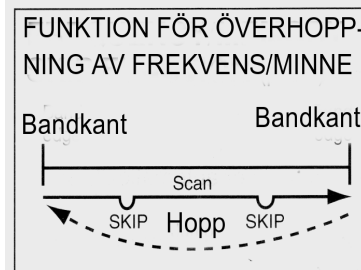 FUNKTION FÖR ÖVERHOPP-
NING AV FREKVENS/MINNE
Bandkant Bandkant
Scan
SKIP Hopp SKIP